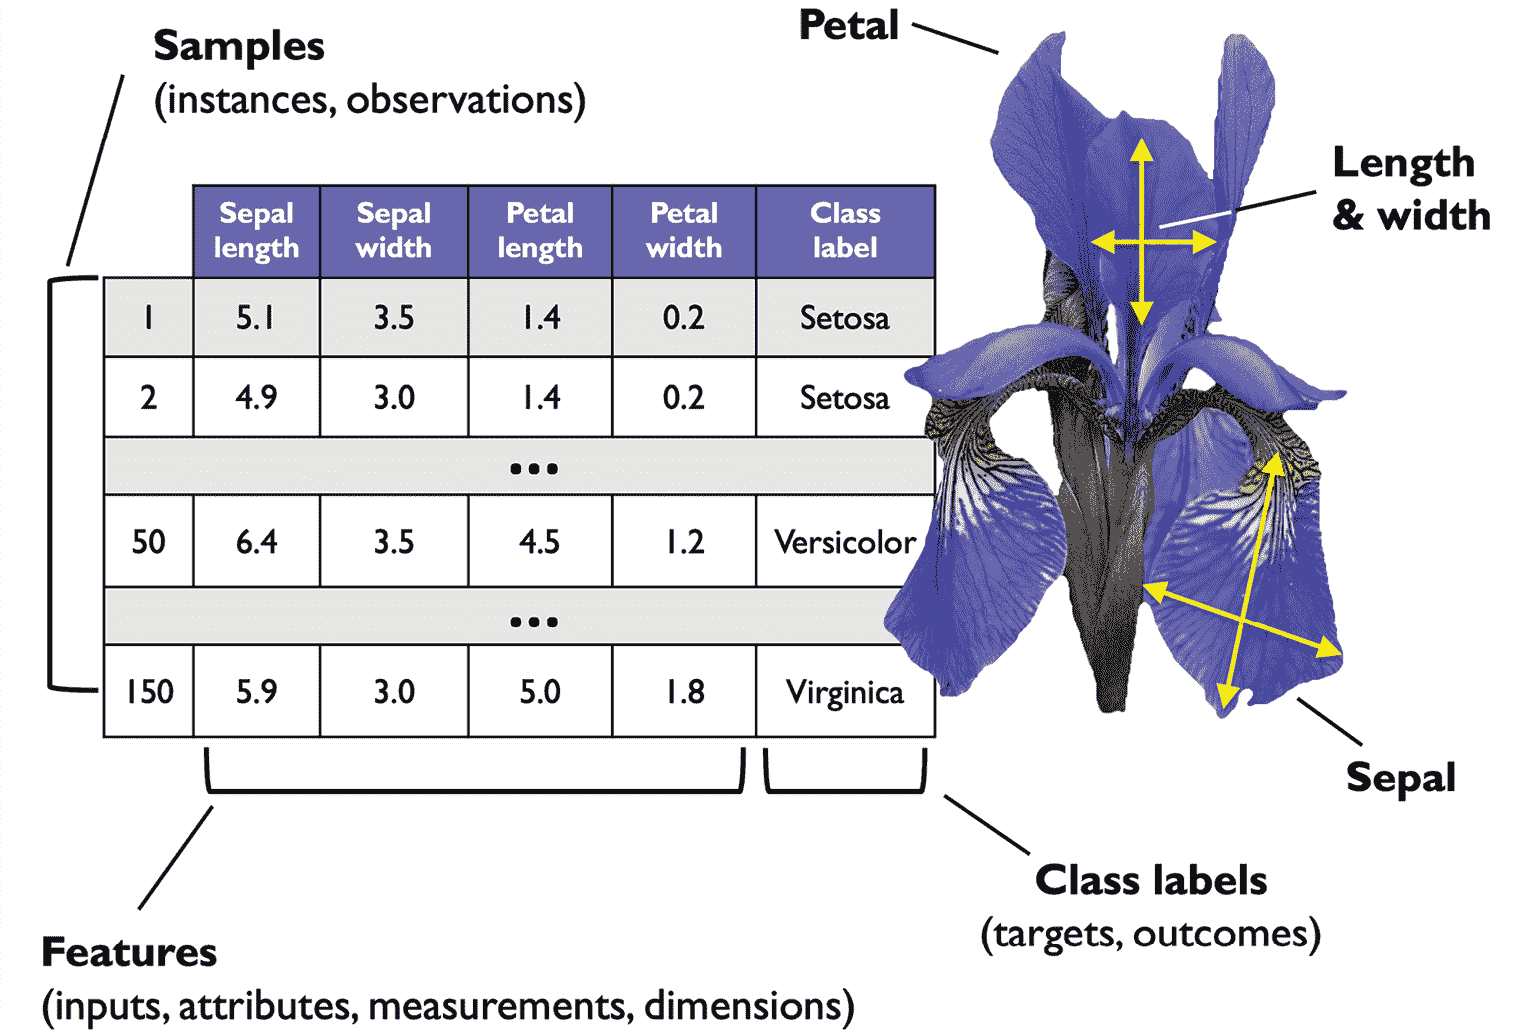 Samples
(instances, observations)
Petal
Length
& width
Sepal length Sepal width Petal length Petal width Class label
1 5.1 3.5 1.4 0.2 Setosa
2 4.9 3.0 1.4 0.2 Setosa
...
50 6.4 3.5 4.5 1.2 Versicolor
...
150 5.9 3.0 5.0 1.8 Virginica
Sepal
Class labels
(targets, outcomes)
Features
(inputs, attributes, measurements, dimensions)